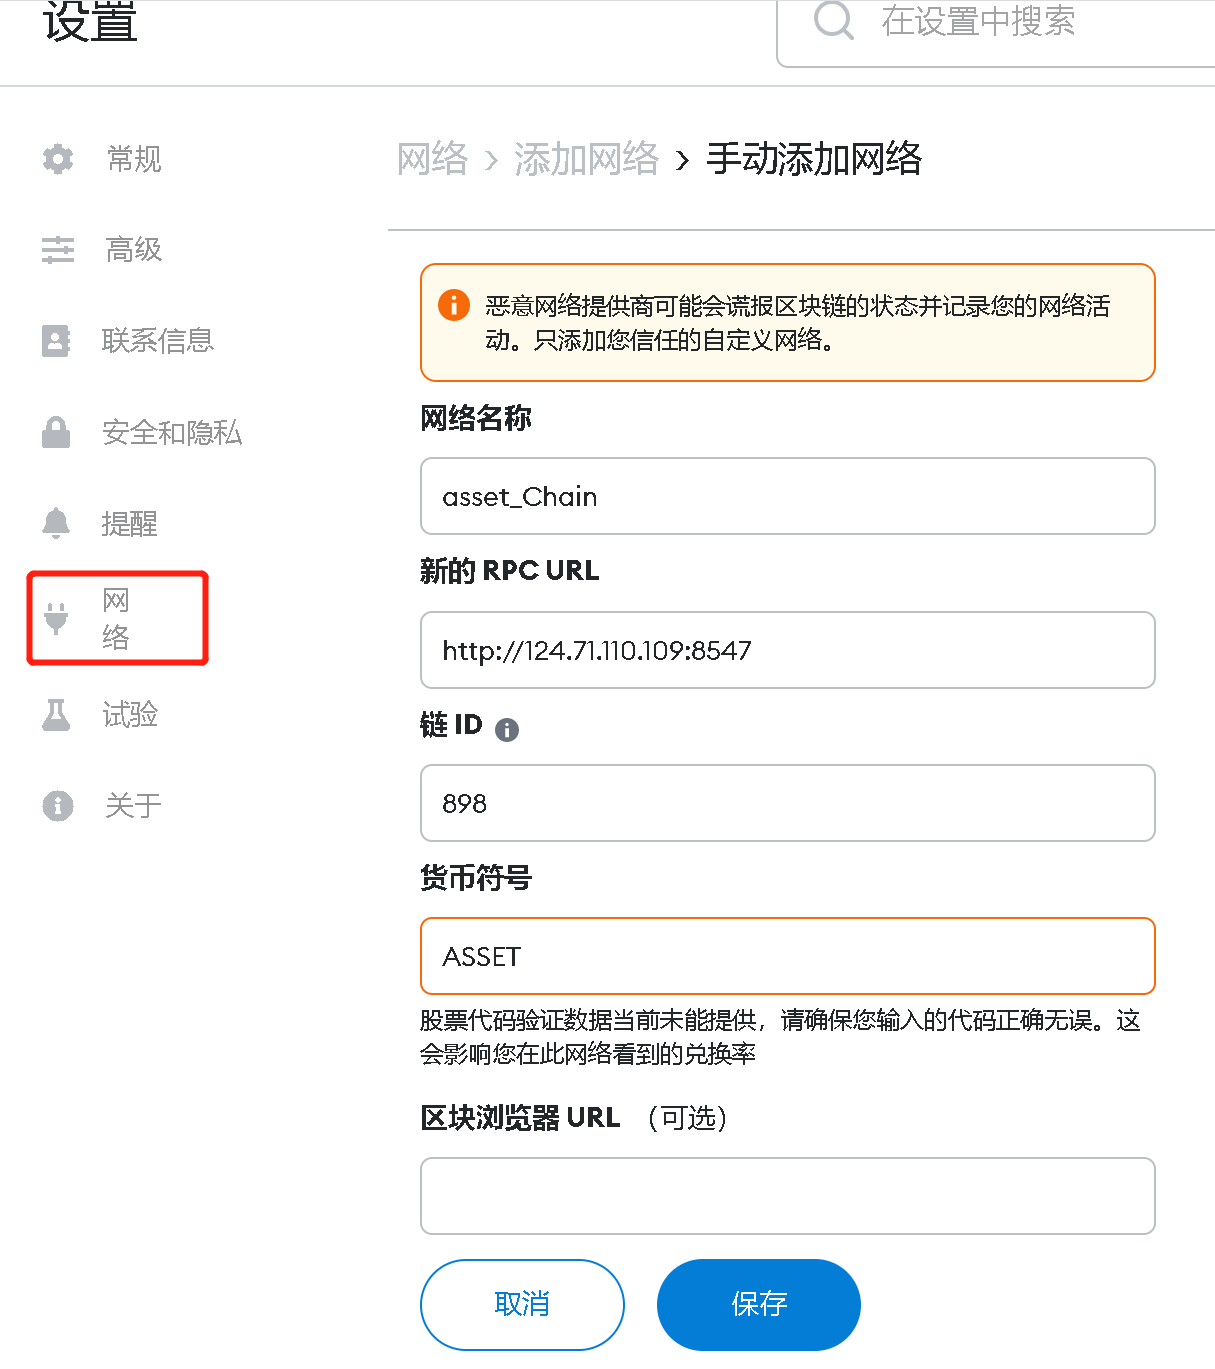 设置
在设置中搜索
常规
高级
联系信息
安全和隐私
提醒
网
络
试验
关于
网络 > 添加网络 > 手动添加网络
恶意网络提供商可能会谎报区块链的状态并记录您的网络活
动。只添加您信任的自定义网络。
网络名称
asset_Chain
新的 RPC URL
http://124.71.110.109:8547
链 ID
898
货币符号
ASSET
股票代码验证数据当前未能提供，请确保您输入的代码正确无误。这
会影响您在此网络看到的兑换率
区块浏览器 URL （可选）
取消
保存